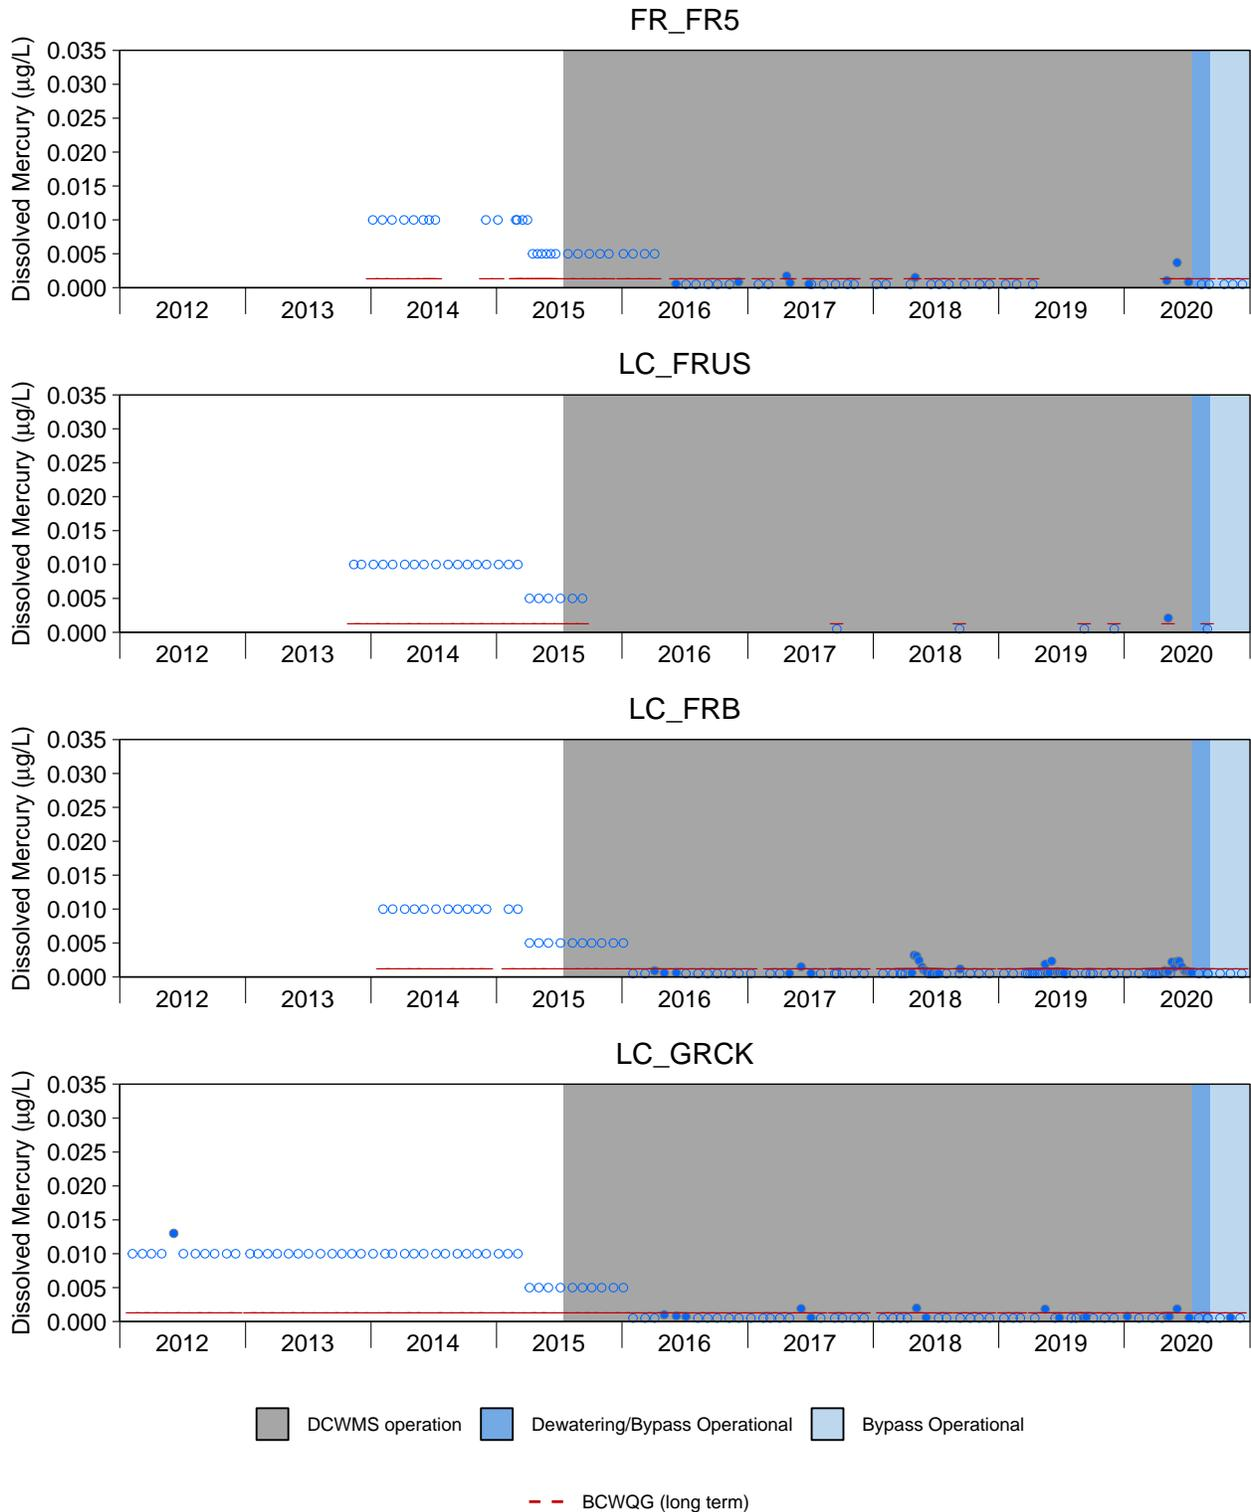 FR_FR5
Dissolved Mercury (µg/L)
0.035
0.030
0.025
0.020
0.015
0.010
0.005
0.000
2012 2013 2014 2015 2016 2017 2018 2019 2020
LC_FRUS
Dissolved Mercury (µg/L)
0.035
0.030
0.025
0.020
0.015
0.010
0.005
0.000
2012 2013 2014 2015 2016 2017 2018 2019 2020
LC_FRB
Dissolved Mercury (µg/L)
0.035
0.030
0.025
0.020
0.015
0.010
0.005
0.000
2012 2013 2014 2015 2016 2017 2018 2019 2020
LC_GRCK
Dissolved Mercury (µg/L)
0.035
0.030
0.025
0.020
0.015
0.010
0.005
0.000
2012 2013 2014 2015 2016 2017 2018 2019 2020
DCWMS operation Dewatering/Bypass Operational Bypass Operational
BCWQG (long term)